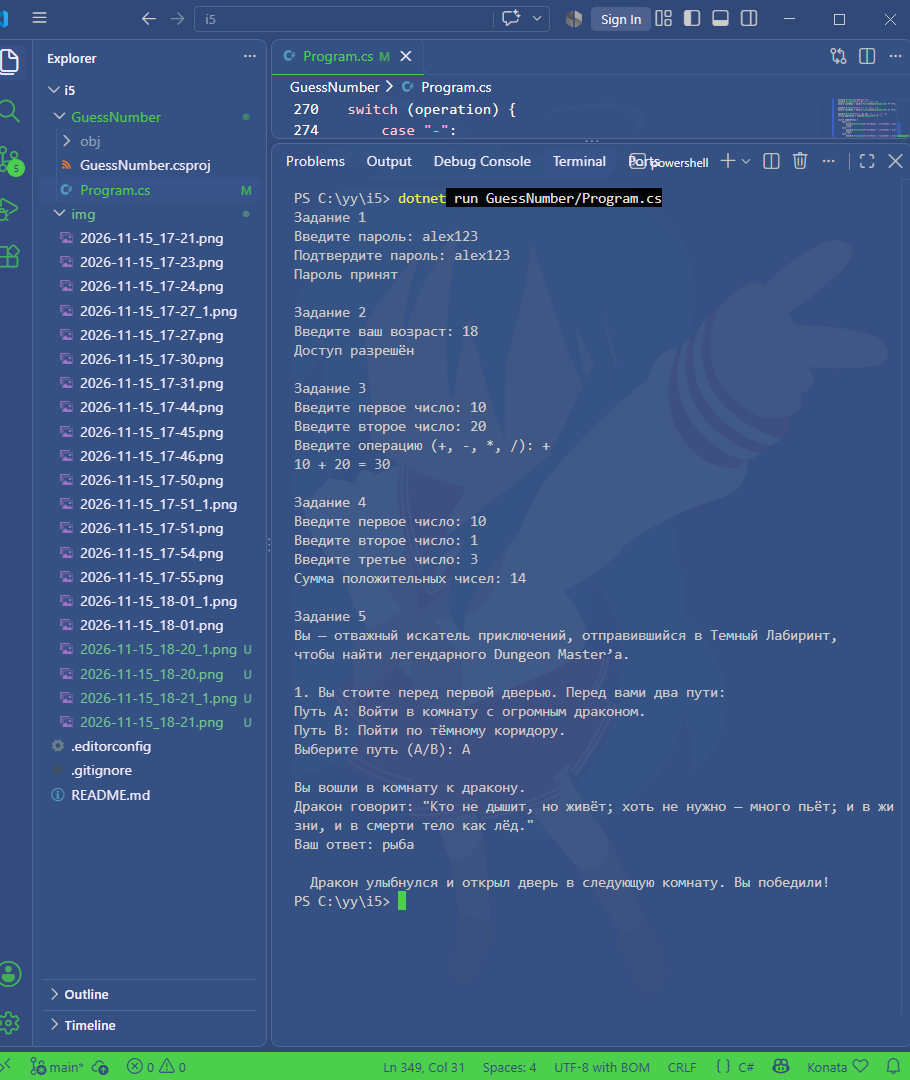 i5
Sign In
Explorer
i5
GuessNumber
obj
GuessNumber.csproj
Program.cs M
img
2026-11-15_17-21.png
2026-11-15_17-23.png
2026-11-15_17-24.png
2026-11-15_17-27_1.png
2026-11-15_17-27.png
2026-11-15_17-30.png
2026-11-15_17-31.png
2026-11-15_17-44.png
2026-11-15_17-45.png
2026-11-15_17-46.png
2026-11-15_17-50.png
2026-11-15_17-51_1.png
2026-11-15_17-51.png
2026-11-15_17-54.png
2026-11-15_17-55.png
2026-11-15_18-01_1.png
2026-11-15_18-01.png
2026-11-15_18-20_1.png U
2026-11-15_18-20.png U
2026-11-15_18-21_1.png U
2026-11-15_18-21.png U
.editorconfig
.gitignore
README.md
Outline
Timeline
5
Program.cs M
GuessNumber > Program.cs
270 switch (operation) {
274 case "-":
Problems Output Debug Console Terminal Ports powershell
PS C:\yy\i5> dotnet run GuessNumber/Program.cs
Задание 1
Введите пароль: alex123
Подтвердите пароль: alex123
Пароль принят
Задание 2
Введите ваш возраст: 18
Доступ разрешён
Задание 3
Введите первое число: 10
Введите второе число: 20
Введите операцию (+, -, *, /): +
10 + 20 = 30
Задание 4
Введите первое число: 10
Введите второе число: 1
Введите третье число: 3
Сумма положительных чисел: 14
Задание 5
Вы — отважный искатель приключений, отправившийся в Темный Лабиринт,
чтобы найти легендарного Dungeon Master’а.
1. Вы стоите перед первой дверью. Перед вами два пути:
Путь A: Войти в комнату с огромным драконом.
Путь B: Пойти по тёмному коридору.
Выберите путь (A/B): A
Вы вошли в комнату к дракону.
Дракон говорит: "Кто не дышит, но живёт; хоть не нужно — много пьёт; и в жи
зни, и в смерти тело как лёд."
Ваш ответ: рыба
Дракон улыбнулся и открыл дверь в следующую комнату. Вы победили!
PS C:\yy\i5>
main* 0 0 Ln 349, Col 31 Spaces: 4 UTF-8 with BOM CRLF { } C# Konata